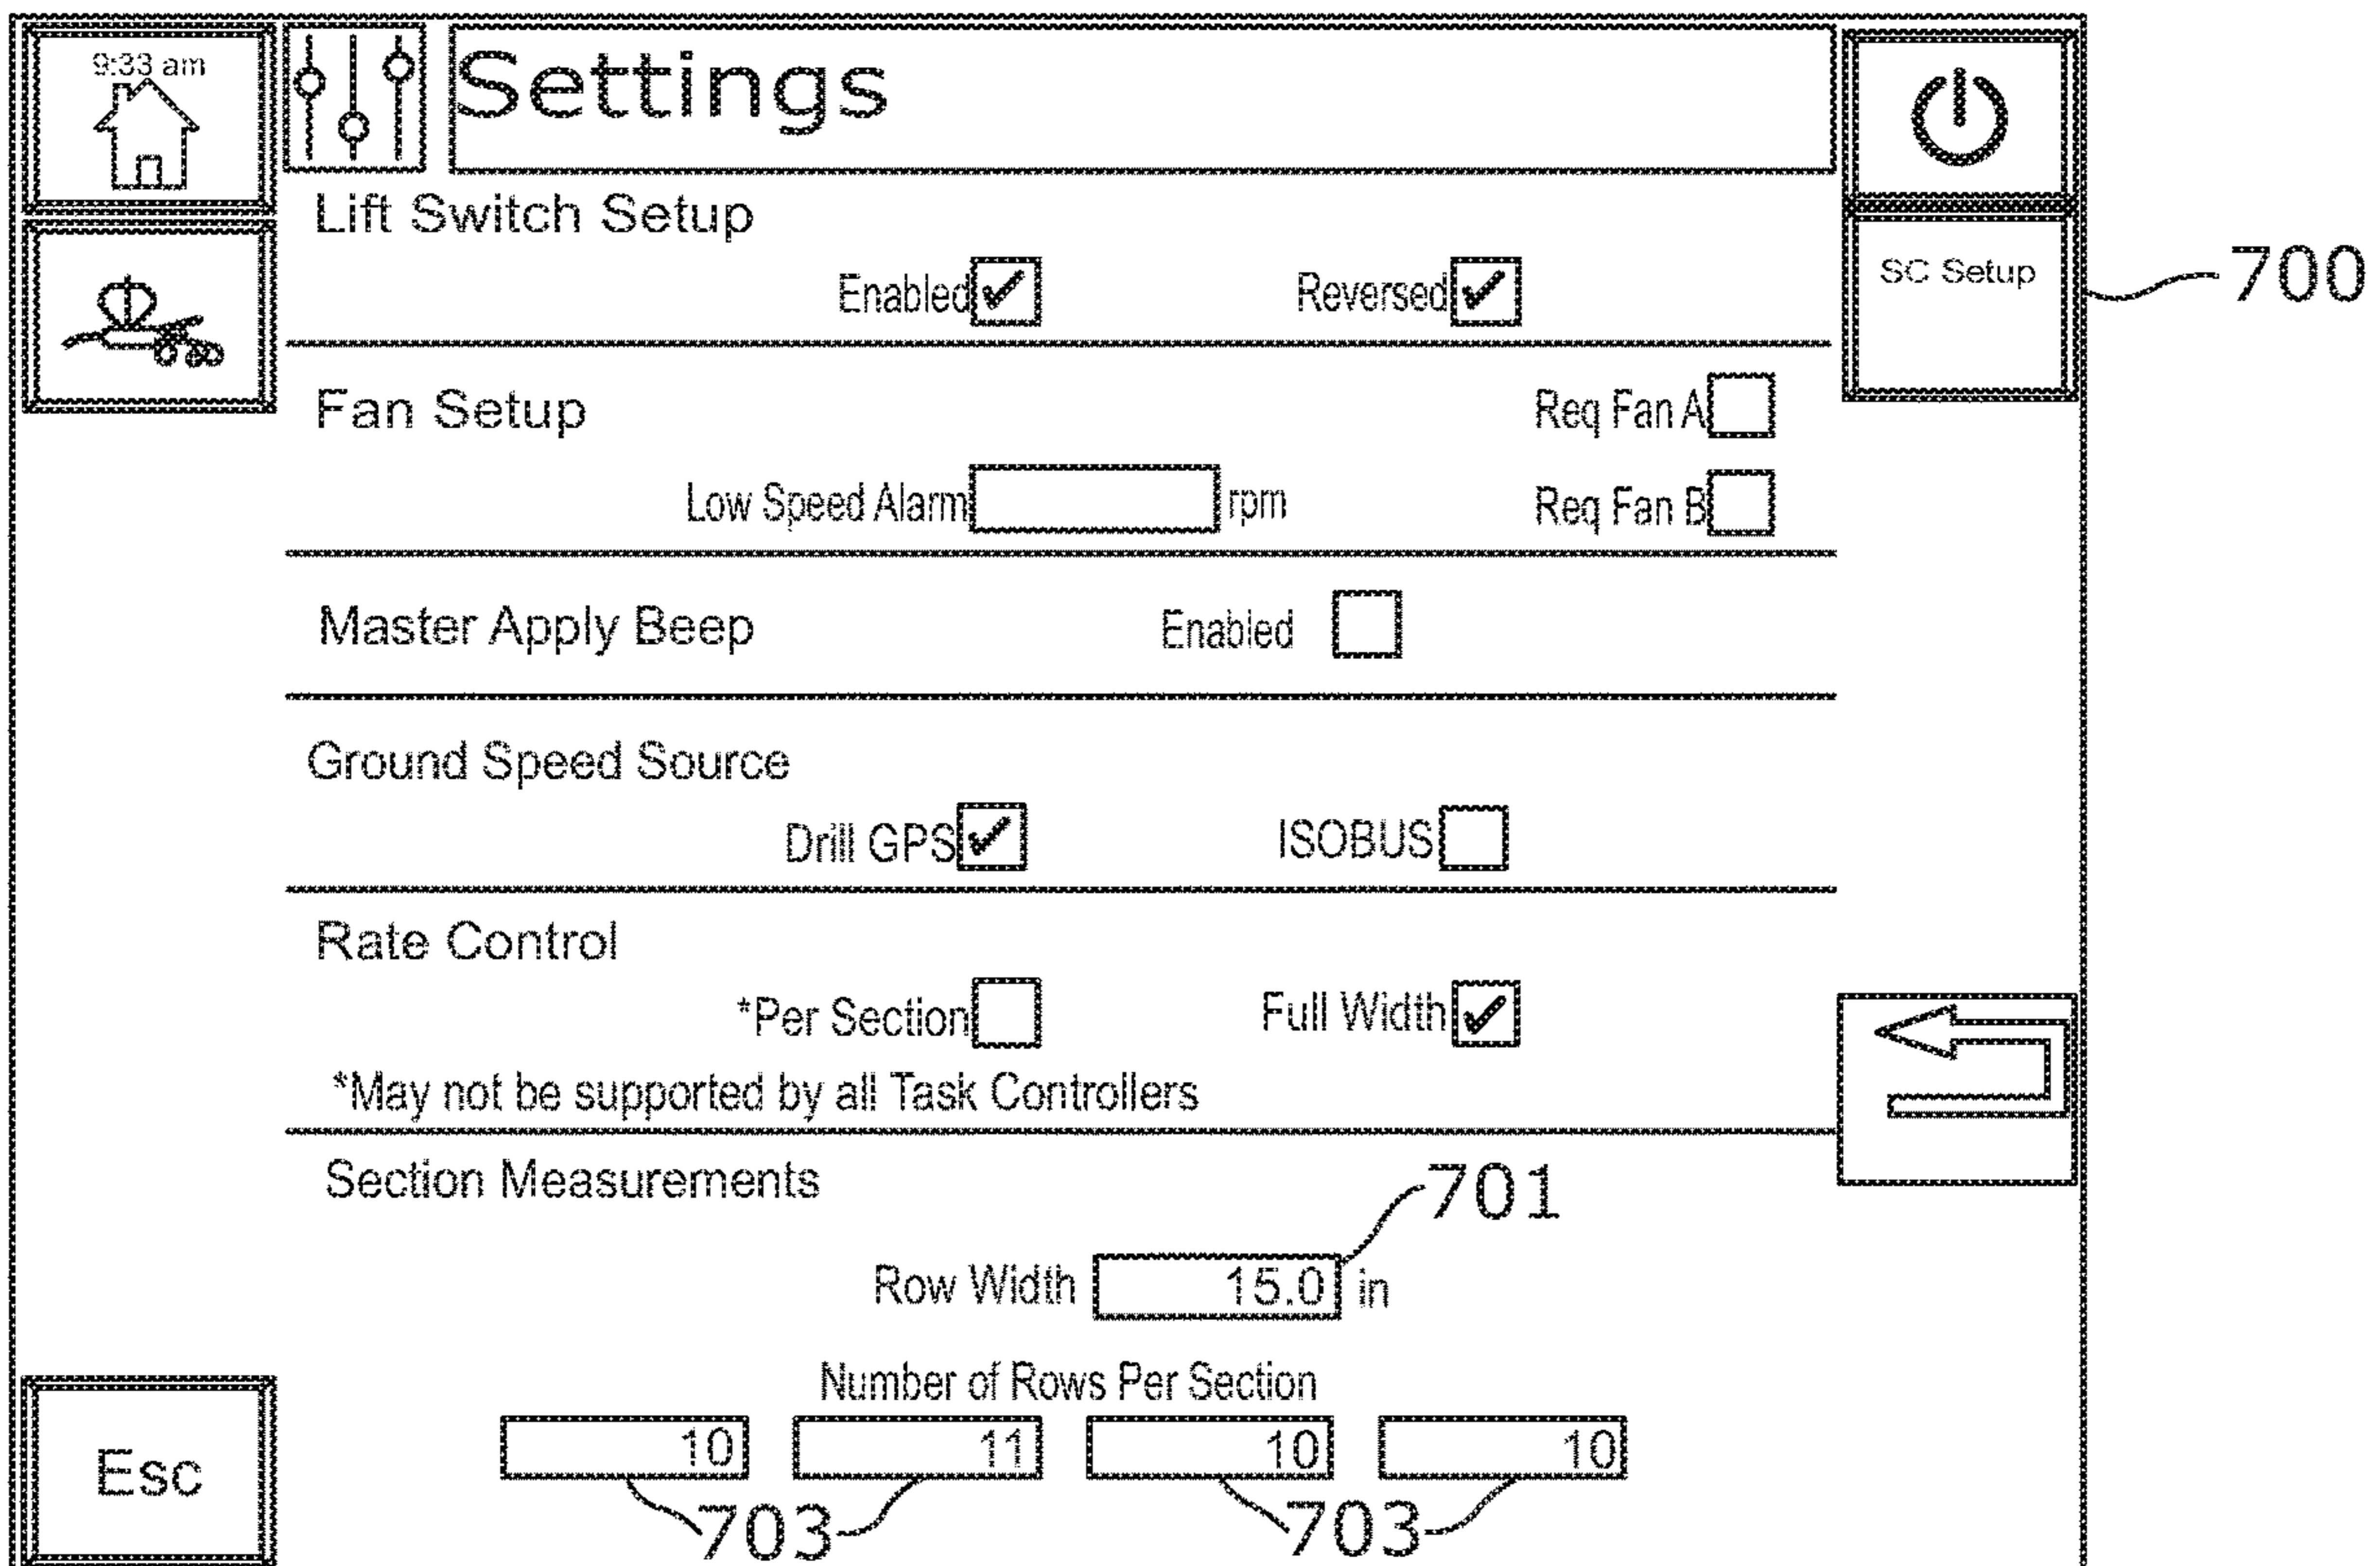 9:33 am
Settings
Lift Switch Setup
Enabled Reversed
SC Setup
700
Fan Setup
Req Fan A
Low Speed Alarm rpm
Req Fan B
Master Apply Beep Enabled
Ground Speed Source
Drill GPS ISOBUS
Rate Control
*Per Section Full Width
*May not be supported by all Task Controllers
Section Measurements
701
Row Width 15.0 in
Number of Rows Per Section
10 11 10 10
Esc
703 703